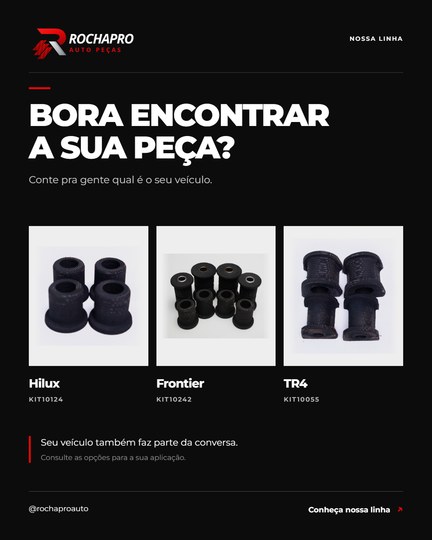 ROCHAPRO
AUTO PEÇAS
NOSSA LINHA
BORA ENCONTRAR
A SUA PEÇA?
Conte pra gente qual é o seu veículo.
Hilux
KIT10124
Frontier
KIT10242
TR4
KIT10055
Seu veículo também faz parte da conversa.
Consulte as opções para a sua aplicação.
@rochaproauto
Conheça nossa linha